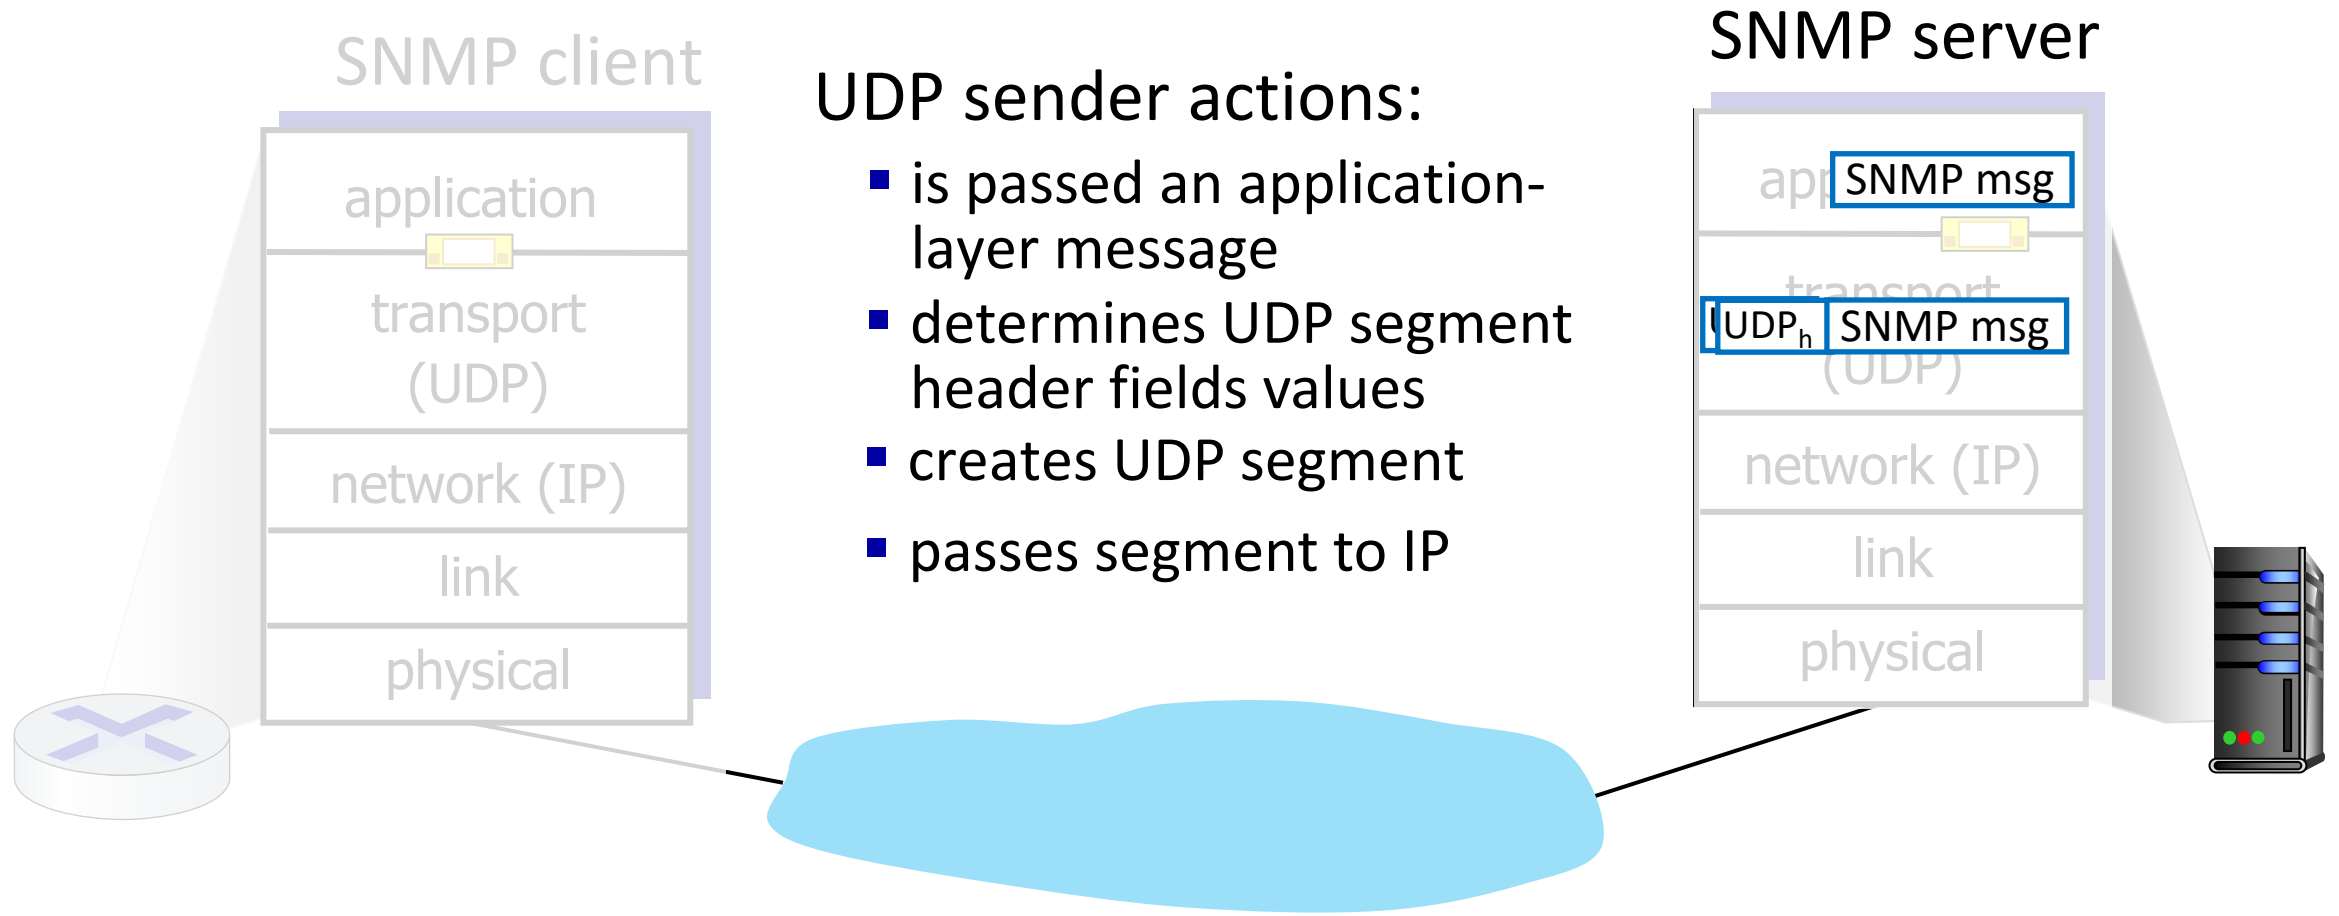 SNMP client
application
transport
(UDP)
network (IP)
link
physical
UDP sender actions:
is passed an application-
layer message
determines UDP segment
header fields values
creates UDP segment
passes segment to IP
SNMP server
SNMP msg
transport
UDPh SNMP msg
(UDP)
network (IP)
link
physical